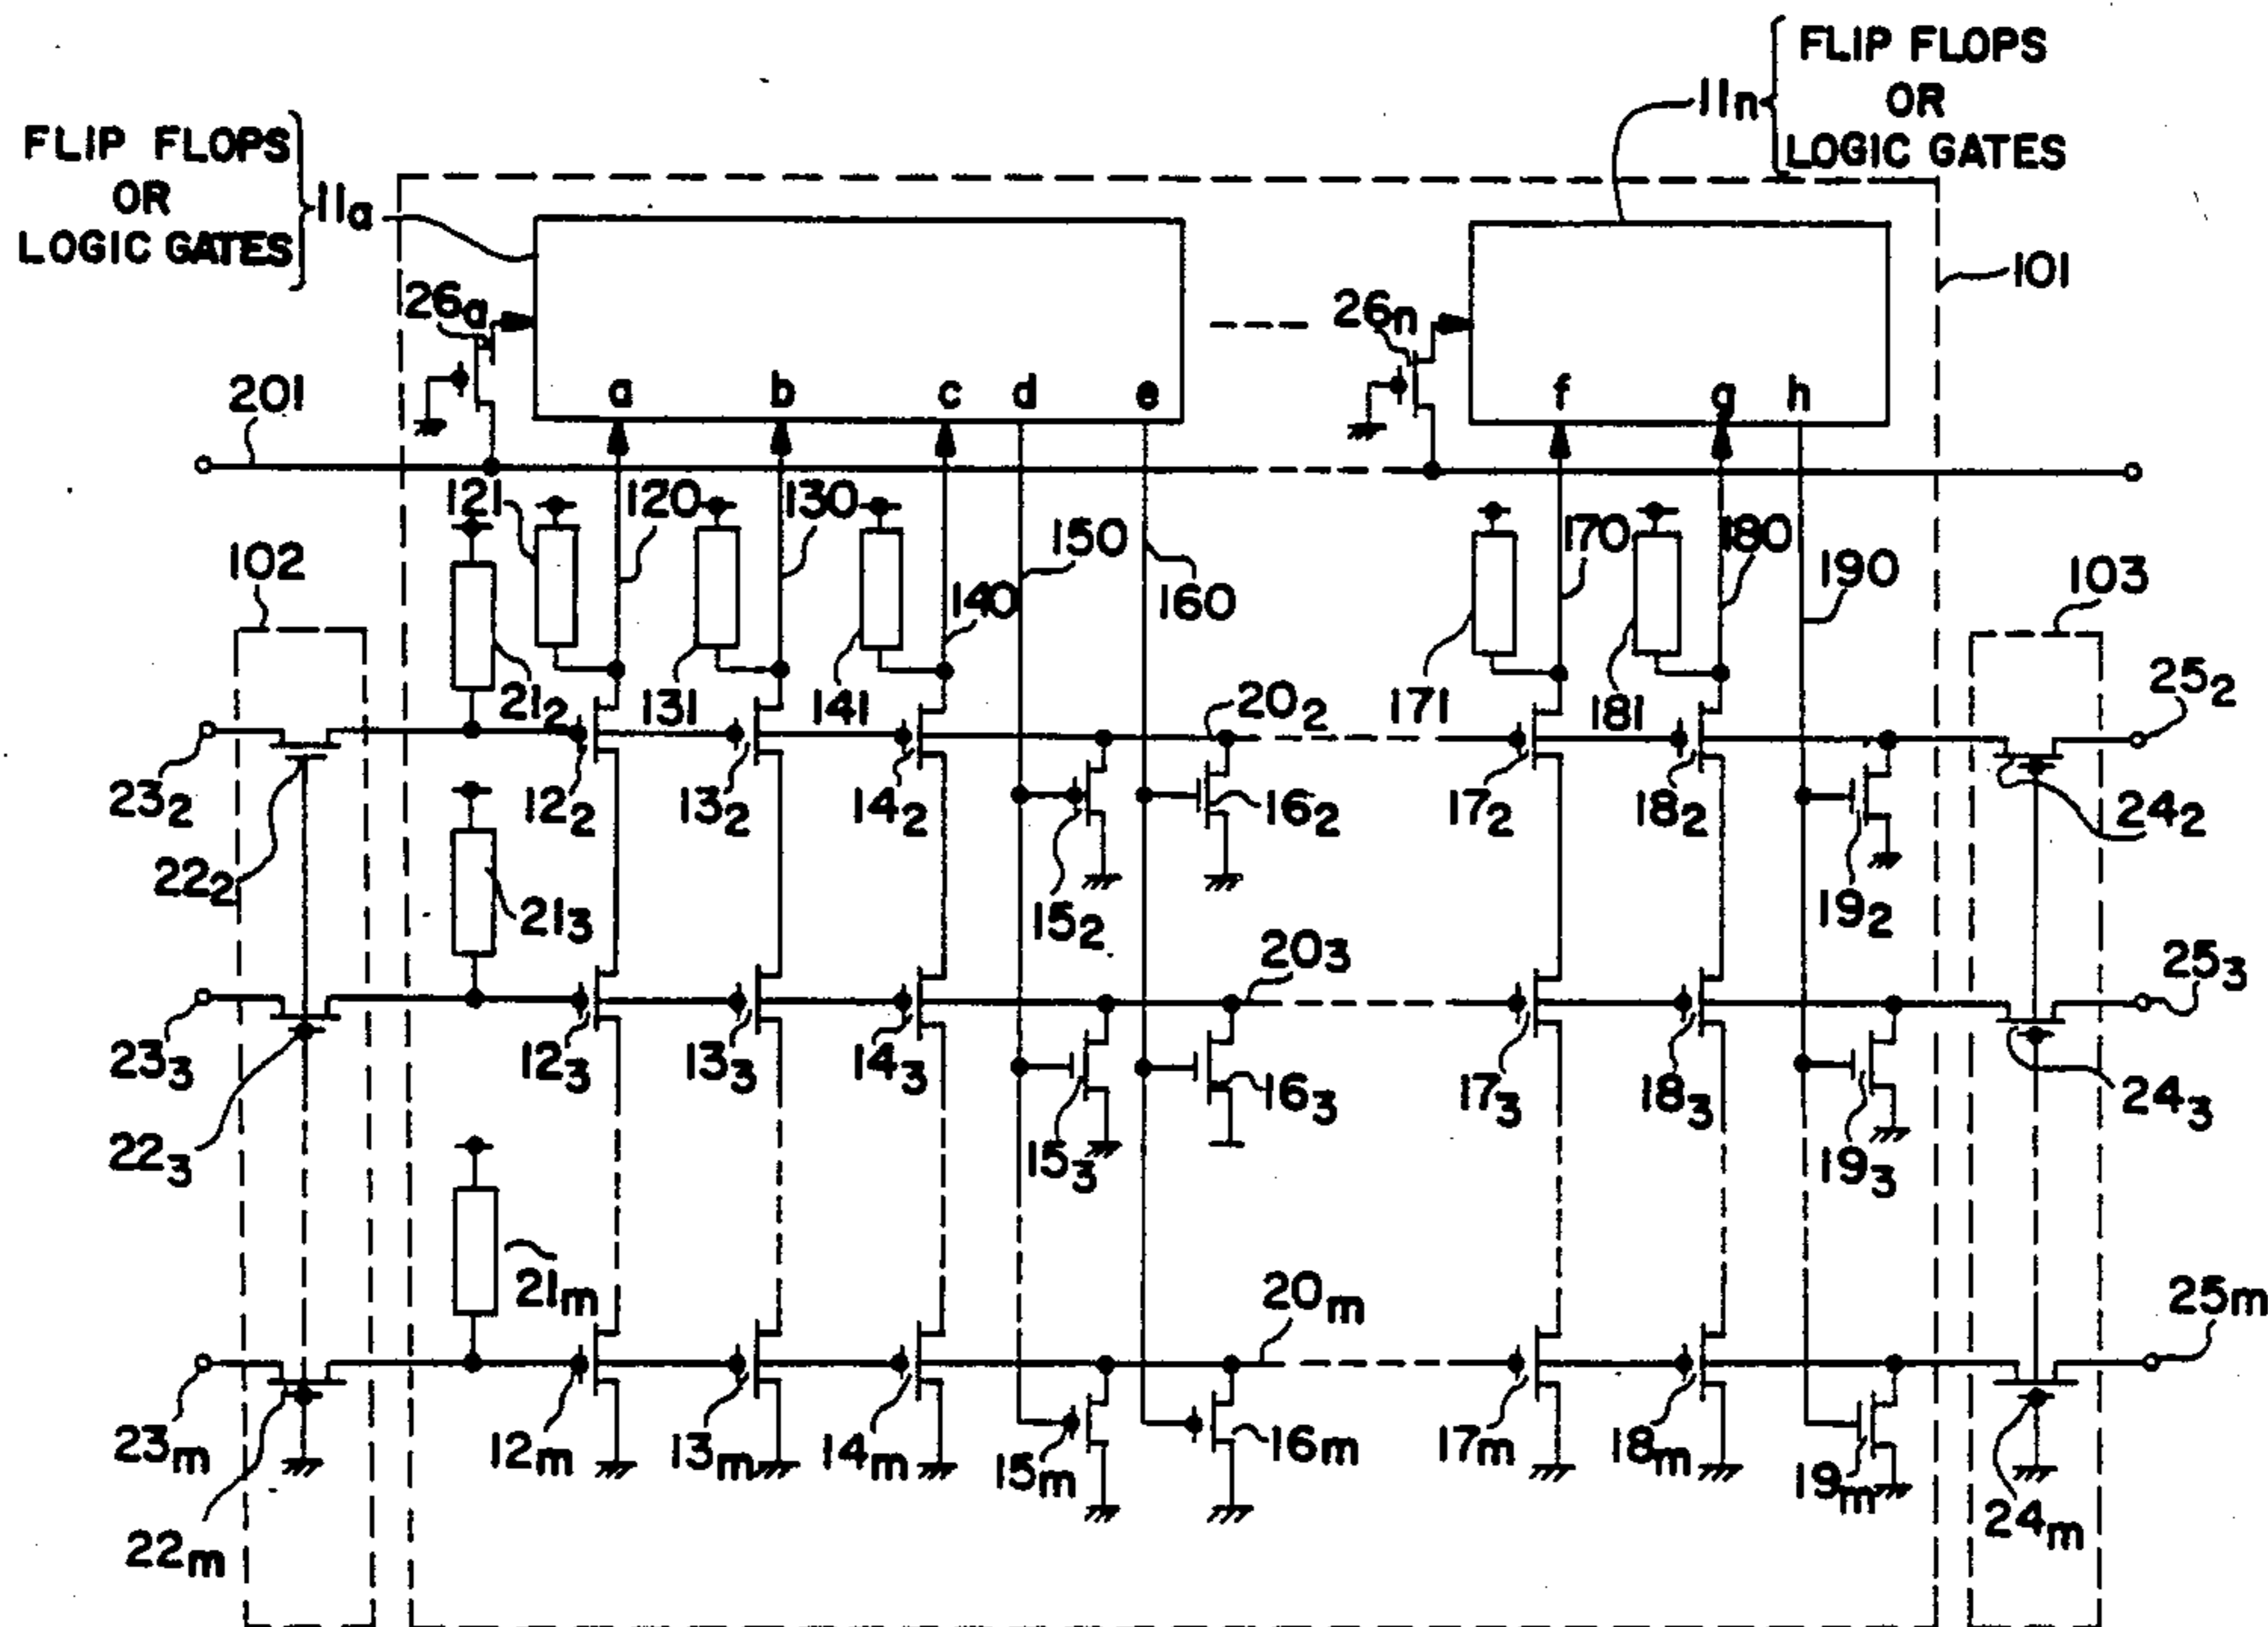 FLIP FLOPS
OR
LOGIC GATES
11n
FLIP FLOPS
OR
LOGIC GATES
11a
101
26a
26n
a b c d e
f g h
201
121 120 130
102
150
170 180
190
103
140
160
21₂ 131 141
20₂
171 181
25₂
23₂
12₂ 13₂ 14₂
16₂
17₂ 18₂
24₂
22₂
21₃
15₂
19₂
20₃
25₃
23₃
12₃ 13₃ 14₃
16₃
17₃ 18₃
24₃
22₃
15₃
19₃
21m
20m
25m
23m
12m 13m 14m 15m 16m
17m 18m
19m
24m
22m